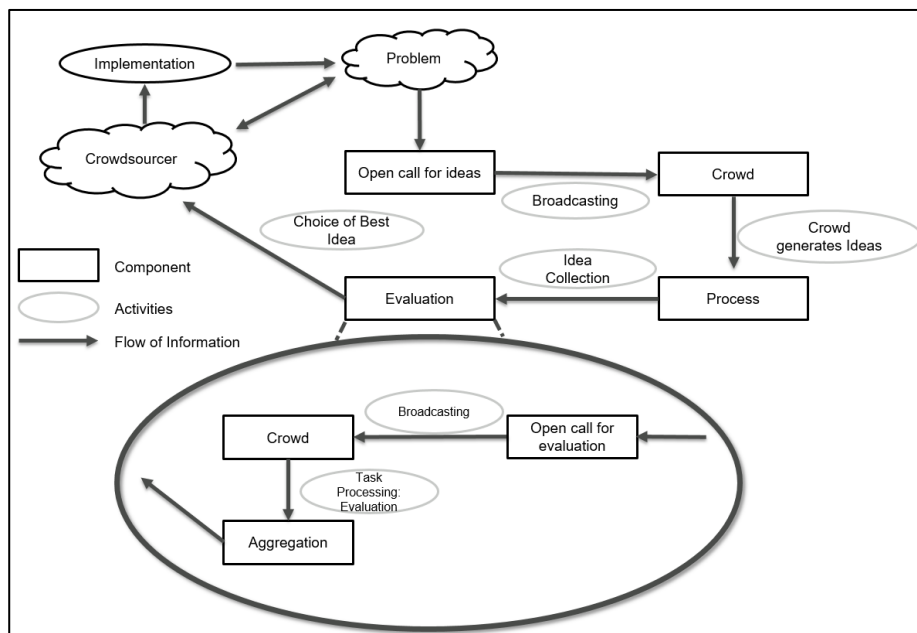 Implementation
Problem
Crowdsourcer
Open call for ideas
Crowd
Broadcasting
Choice of Best
Idea
Crowd
generates Ideas
Component
Idea
Collection
Evaluation
Process
Activities
Flow of Information
Broadcasting
Crowd
Open call for
evaluation
Task
Processing:
Evaluation
Aggregation